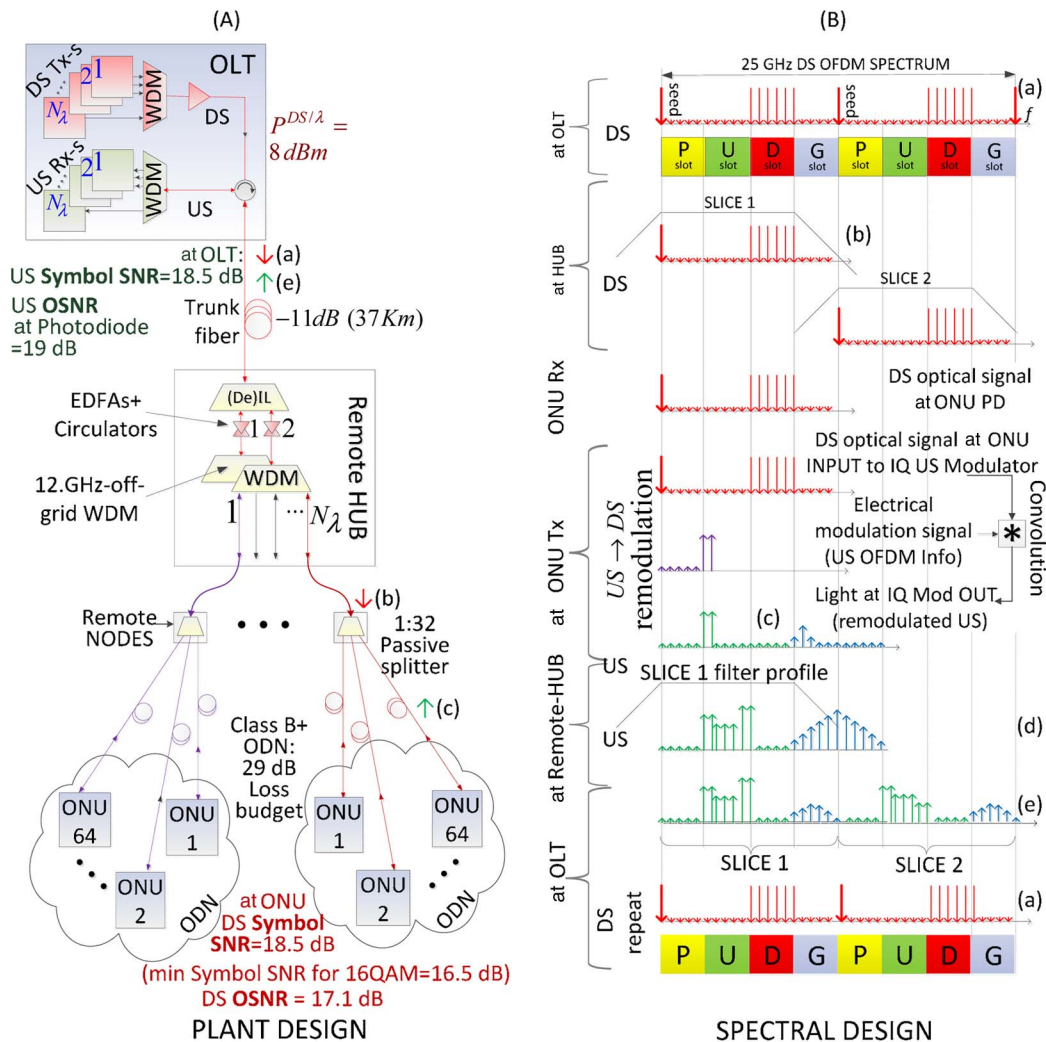 (A)
OLT
DS Tx-s
21
Nλ
WDM
DS
P^{DS/λ} =
8 dBm
US Rx-s
21
Nλ
WDM
US
at OLT:
(a)
US Symbol SNR=18.5 dB
(e)
US OSNR
at Photodiode
=19 dB
Trunk
fiber
−11dB (37Km)
Remote HUB
(De)IL
EDFAs+
Circulators
1
2
12.GHz-off-
grid WDM
WDM
1
...
Nλ
Remote
NODES
(b)
1:32
Passive
splitter
(c)
Class B+
ODN:
29 dB
Loss
budget
ONU
64
ONU
1
ONU
2
ODN
ONU
1
ONU
64
ONU
2
ODN
at ONU
DS Symbol
SNR=18.5 dB
(min Symbol SNR for 16QAM=16.5 dB)
DS OSNR = 17.1 dB
PLANT DESIGN
(B)
25 GHz DS OFDM SPECTRUM
at OLT
DS
seed
seed
(a)
f
P
slot
U
slot
D
slot
G
slot
P
slot
U
slot
D
slot
G
slot
at HUB
DS
SLICE 1
(b)
SLICE 2
ONU Rx
DS optical signal
at ONU PD
at ONU Tx
US → DS
remodulation
DS optical signal at ONU
INPUT to IQ US Modulator
Electrical
modulation signal
(US OFDM Info)
*
Convolution
Light at IQ Mod OUT
(remodulated US)
(c)
at Remote-HUB
US
SLICE 1 filter profile
US
(d)
(e)
SLICE 1
SLICE 2
at OLT
DS
repeat
(a)
P
U
D
G
P
U
D
G
SPECTRAL DESIGN